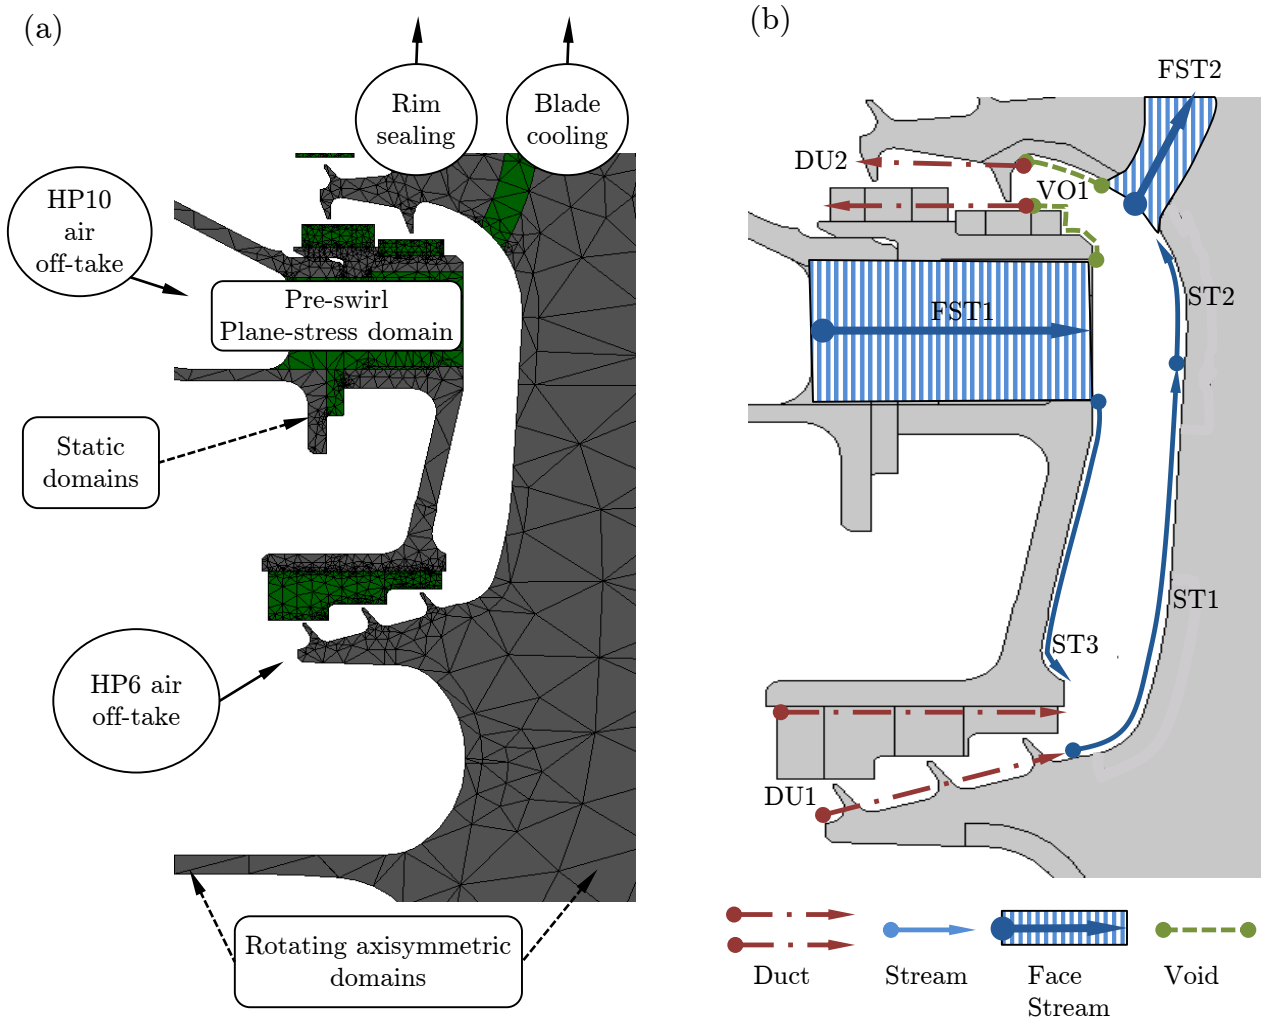 (a)
Rim
sealing
Blade
cooling
HP10
air
off-take
Pre-swirl
Plane-stress domain
Static
domains
HP6 air
off-take
Rotating axisymmetric
domains
(b)
FST2
DU2
VO1
FST1
ST2
ST1
ST3
DU1
Duct
Stream
Face
Stream
Void